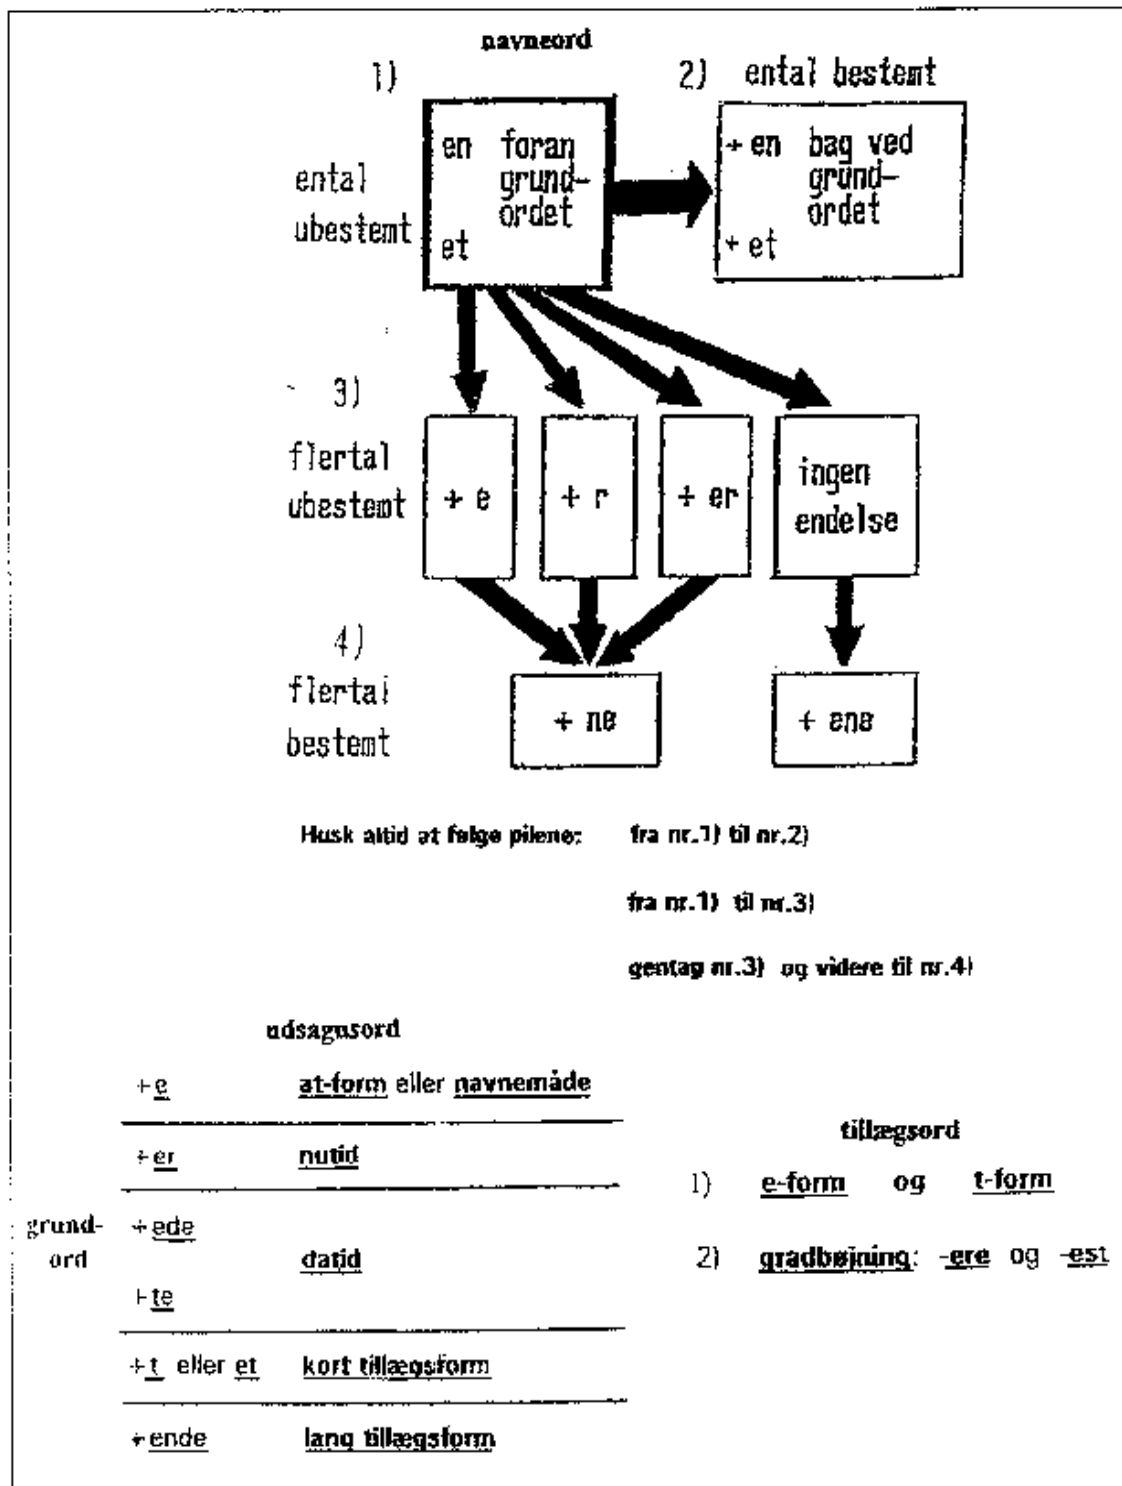 navneord
1)
2) ental bestemt
ental
ubestemt
en foran
grund-
ordet
et
+ en bag ved
grund-
ordet
+ et
3)
flertal
ubestemt
+ e
+ r
+ er
ingen
endelse
4)
flertal
bestemt
+ ne
+ ene
Husk altid at følge pilene: fra nr.1) til nr.2)
fra nr.1) til nr.3)
gentag nr.3) og videre til nr.4)
udsagnsord
grund-
ord
+e at-form eller navnemåde
+er nutid
+ede
datid
+te
+t eller et kort tillægsform
+ende lang tillægsform
tillægsord
1) e-form og t-form
2) gradbøjning: -ere og -est